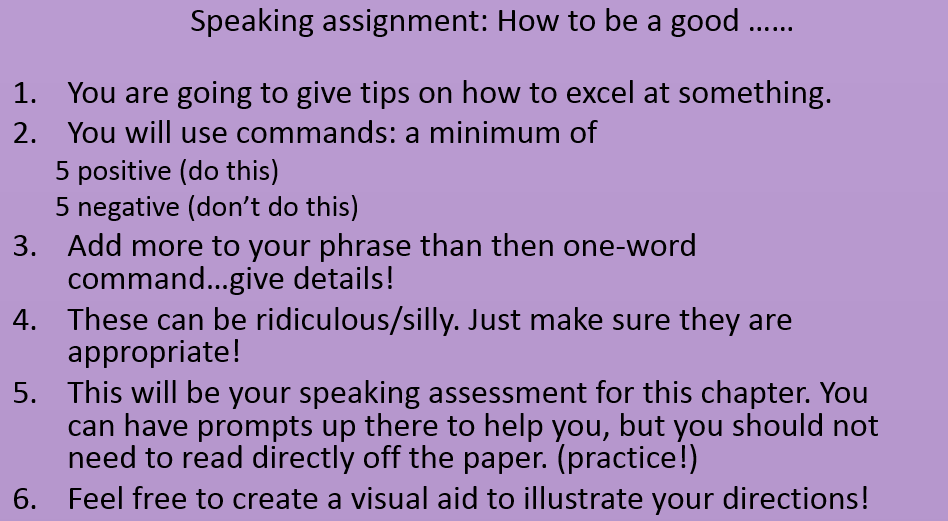 Speaking assignment: How to be a good ......
1. You are going to give tips on how to excel at something.
2. You will use commands: a minimum of
5 positive (do this)
5 negative (don't do this)
3. Add more to your phrase than then one-word
command...give details!
4. These can be ridiculous/silly. Just make sure they are
appropriate!
5. This will be your speaking assessment for this chapter. You
can have prompts up there to help you, but you should not
need to read directly off the paper. (practice!)
6. Feel free to create a visual aid to illustrate your directions!